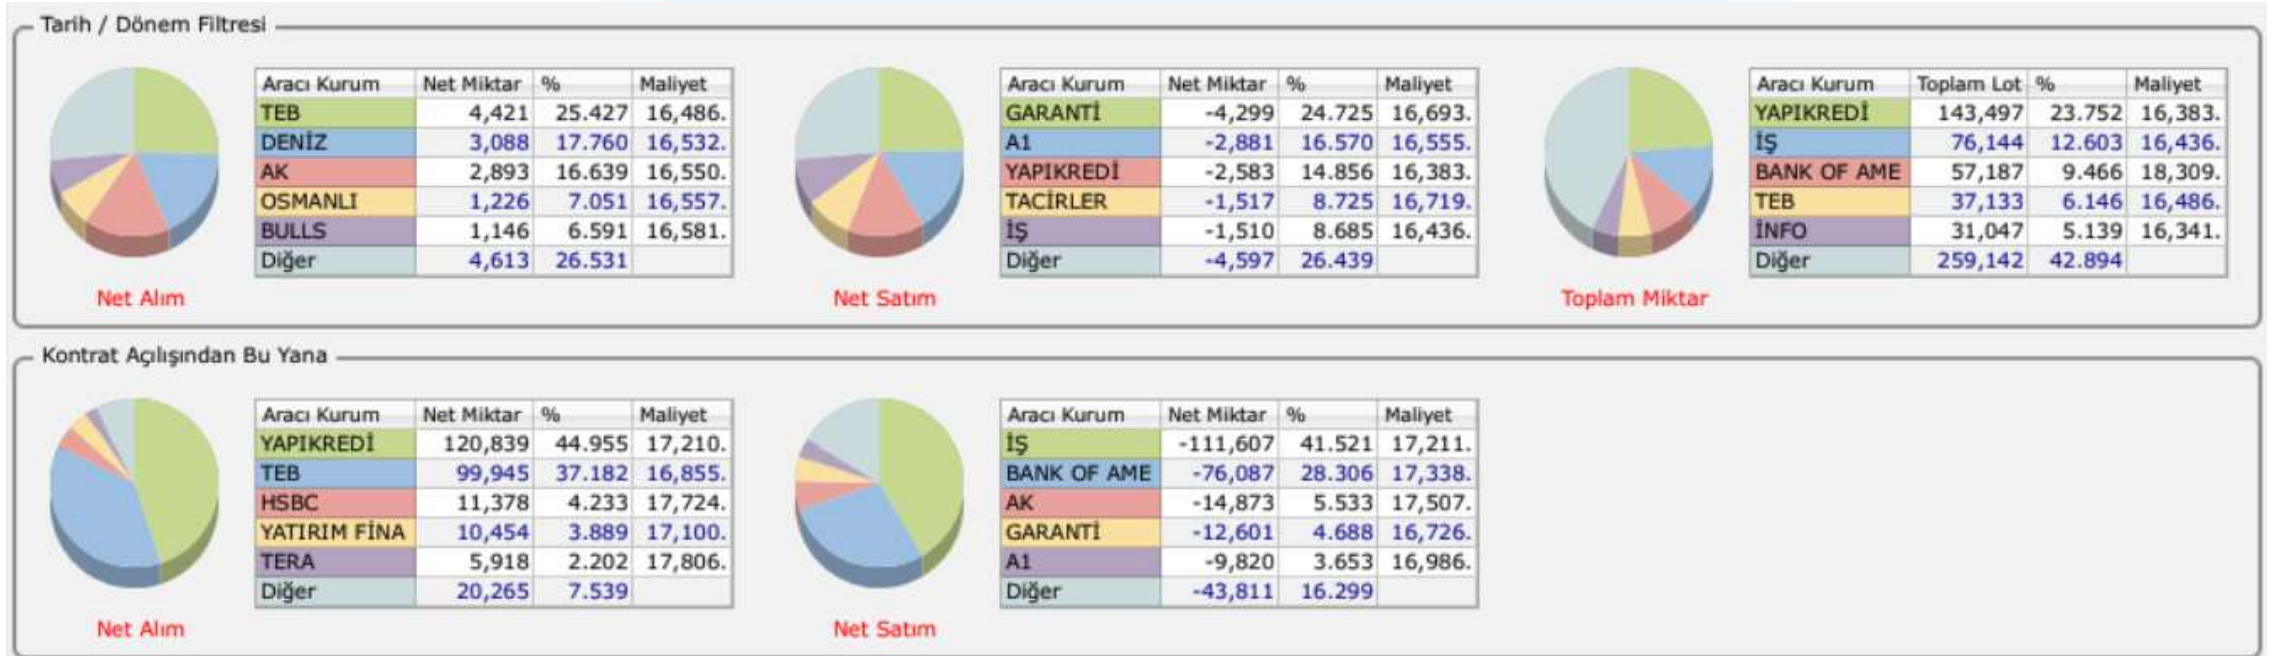 Tarih / Dönem Filtresi
Aracı Kurum Net Miktar % Maliyet
TEB 4,421 25.427 16,486.
DENİZ 3,088 17.760 16,532.
AK 2,893 16.639 16,550.
OSMANLI 1,226 7.051 16,557.
BULLS 1,146 6.591 16,581.
Diğer 4,613 26.531
Net Alım
Aracı Kurum Net Miktar % Maliyet
GARANTİ -4,299 24.725 16,693.
A1 -2,881 16.570 16,555.
YAPIKREDİ -2,583 14.856 16,383.
TACİRLER -1,517 8.725 16,719.
İŞ -1,510 8.685 16,436.
Diğer -4,597 26.439
Net Satım
Aracı Kurum Toplam Lot % Maliyet
YAPIKREDİ 143,497 23.752 16,383.
İŞ 76,144 12.603 16,436.
BANK OF AME 57,187 9.466 18,309.
TEB 37,133 6.146 16,486.
İNFO 31,047 5.139 16,341.
Diğer 259,142 42.894
Toplam Miktar
Kontrat Açılışından Bu Yana
Aracı Kurum Net Miktar % Maliyet
YAPIKREDİ 120,839 44.955 17,210.
TEB 99,945 37.182 16,855.
HSBC 11,378 4.233 17,724.
YATIRIM FİNA 10,454 3.889 17,100.
TERA 5,918 2.202 17,806.
Diğer 20,265 7.539
Net Alım
Aracı Kurum Net Miktar % Maliyet
İŞ -111,607 41.521 17,211.
BANK OF AME -76,087 28.306 17,338.
AK -14,873 5.533 17,507.
GARANTİ -12,601 4.688 16,726.
A1 -9,820 3.653 16,986.
Diğer -43,811 16.299
Net Satım